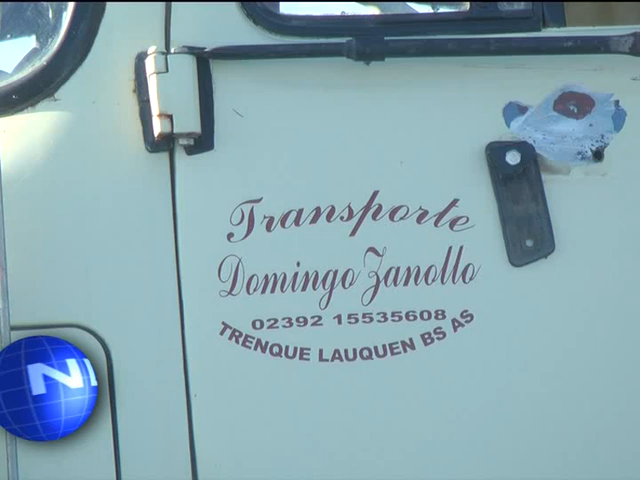 Transporte
Domingo Zanollo
02392 15535608
TRENQUE LAUQUEN BS AS
N